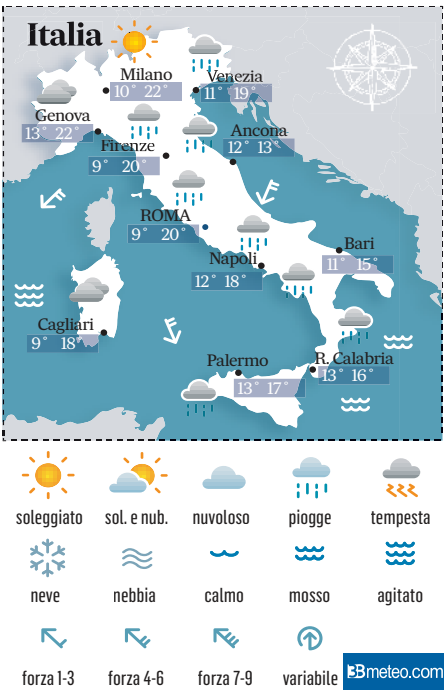 Italia
Milano
10° 22°
Venezia
11° 19°
Genova
13° 22°
Firenze
9° 20°
Ancona
12° 13°
ROMA
9° 20°
Napoli
12° 18°
Bari
11° 15°
Cagliari
9° 18°
Palermo
13° 17°
R. Calabria
13° 16°
soleggiato sol. e nub. nuvoloso piogge tempesta
neve nebbia calmo mosso agitato
forza 1-3 forza 4-6 forza 7-9 variabile
3Bmeteo.com